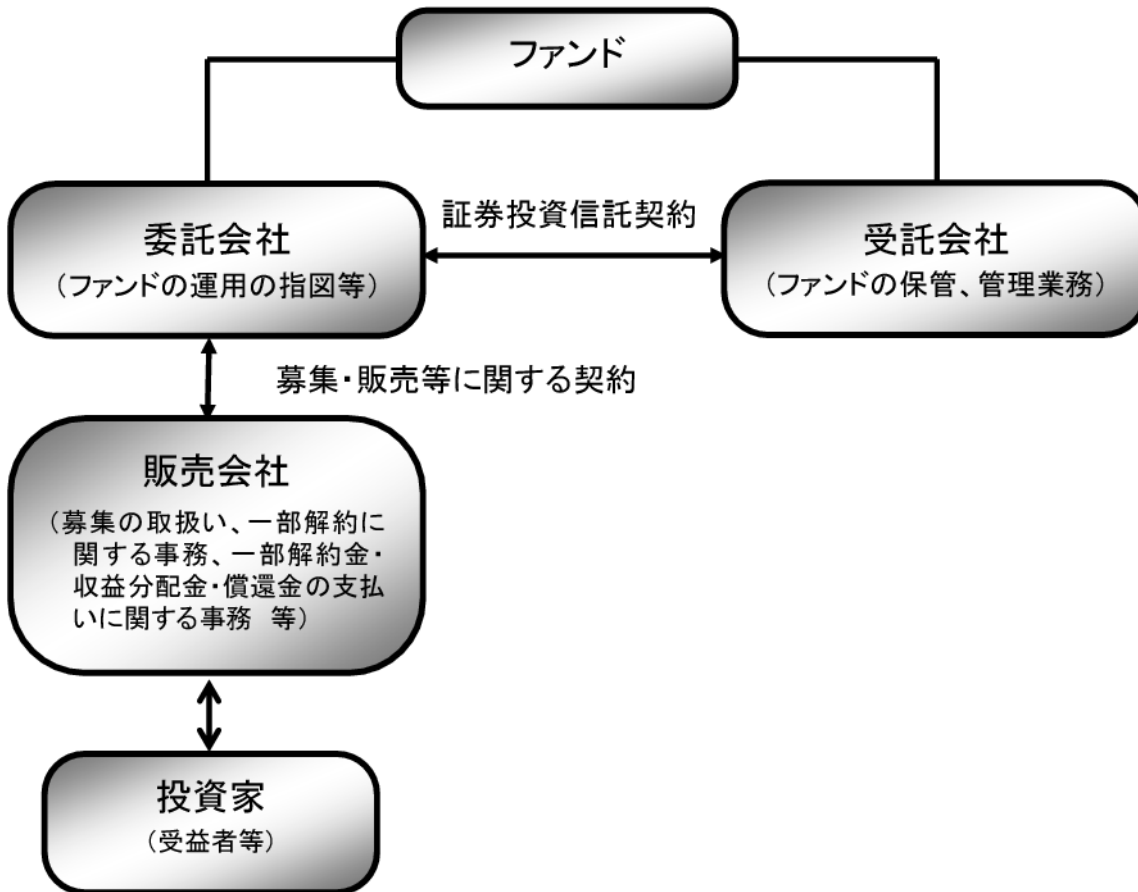 ファンド
委託会社
（ファンドの運用の指図等）
証券投資信託契約
受託会社
（ファンドの保管、管理業務）
募集・販売等に関する契約
販売会社
（募集の取扱い、一部解約に
関する事務、一部解約金・
収益分配金・償還金の支払
いに関する事務　等）
投資家
（受益者等）